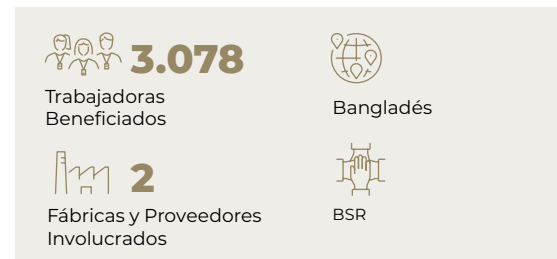 3.078
Trabajadoras
Beneficiados
Bangladés
2
Fábricas y Proveedores
Involucrados
BSR